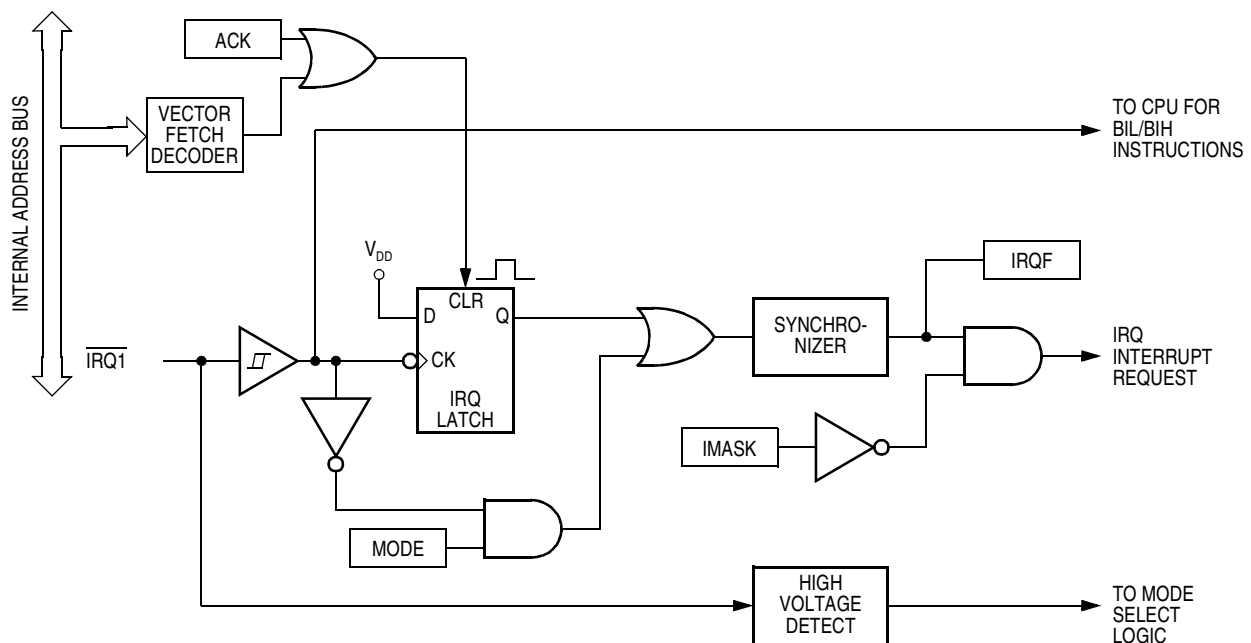 INTERNAL ADDRESS BUS
ACK
VECTOR
FETCH
DECODER
TO CPU FOR
BIL/BIH
INSTRUCTIONS
VDD
CLR
D
Q
CK
IRQ
LATCH
IRQ1
SYNCHRO-
NIZER
IRQF
IRQ
INTERRUPT
REQUEST
IMASK
MODE
HIGH
VOLTAGE
DETECT
TO MODE
SELECT
LOGIC